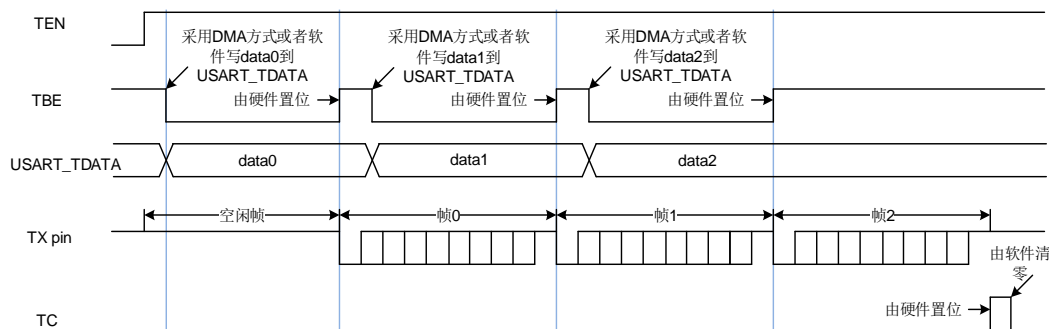 TEN
采用DMA方式或者软
件写data0到
USART_TDATA
采用DMA方式或者软
件写data1到
USART_TDATA
采用DMA方式或者软
件写data2到
USART_TDATA
TBE
由硬件置位
由硬件置位
由硬件置位
USART_TDATA
data0
data1
data2
空闲帧
帧0
帧1
帧2
TX pin
由软件清
零
由硬件置位
TC